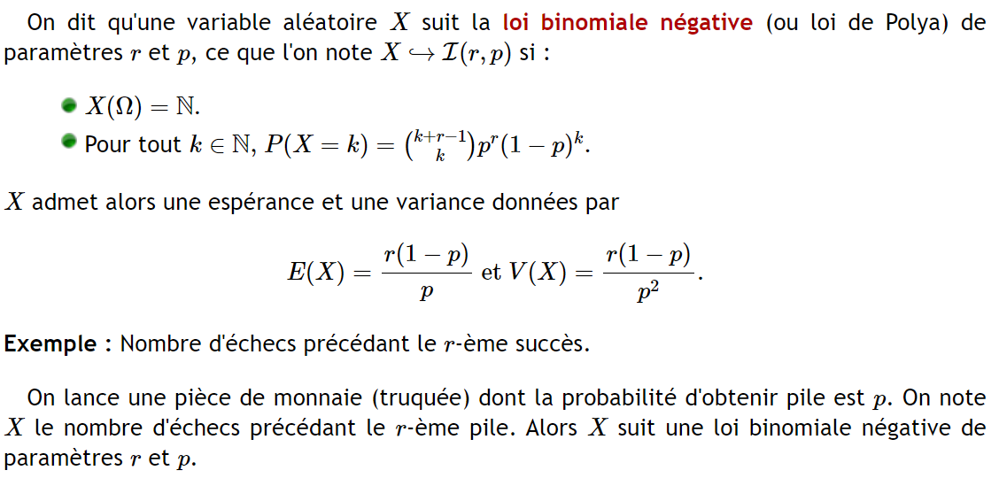 On dit qu'une variable aléatoire $X$ suit la loi binomiale négative (ou loi de Polya) de
paramètres $r$ et $p$, ce que l'on note $X \hookrightarrow \mathcal{I}(r,p)$ si :
$X(\Omega) = \mathbb{N}$.
Pour tout $k \in \mathbb{N}$, $P(X = k) = \binom{k+r-1}{k} p^r (1-p)^k$.
$X$ admet alors une espérance et une variance données par
$E(X) = \frac{r(1-p)}{p}$ et $V(X) = \frac{r(1-p)}{p^2}$.
Exemple : Nombre d'échecs précédant le $r$-ème succès.
On lance une pièce de monnaie (truquée) dont la probabilité d'obtenir pile est $p$. On note
$X$ le nombre d'échecs précédant le $r$-ème pile. Alors $X$ suit une loi binomiale négative de
paramètres $r$ et $p$.